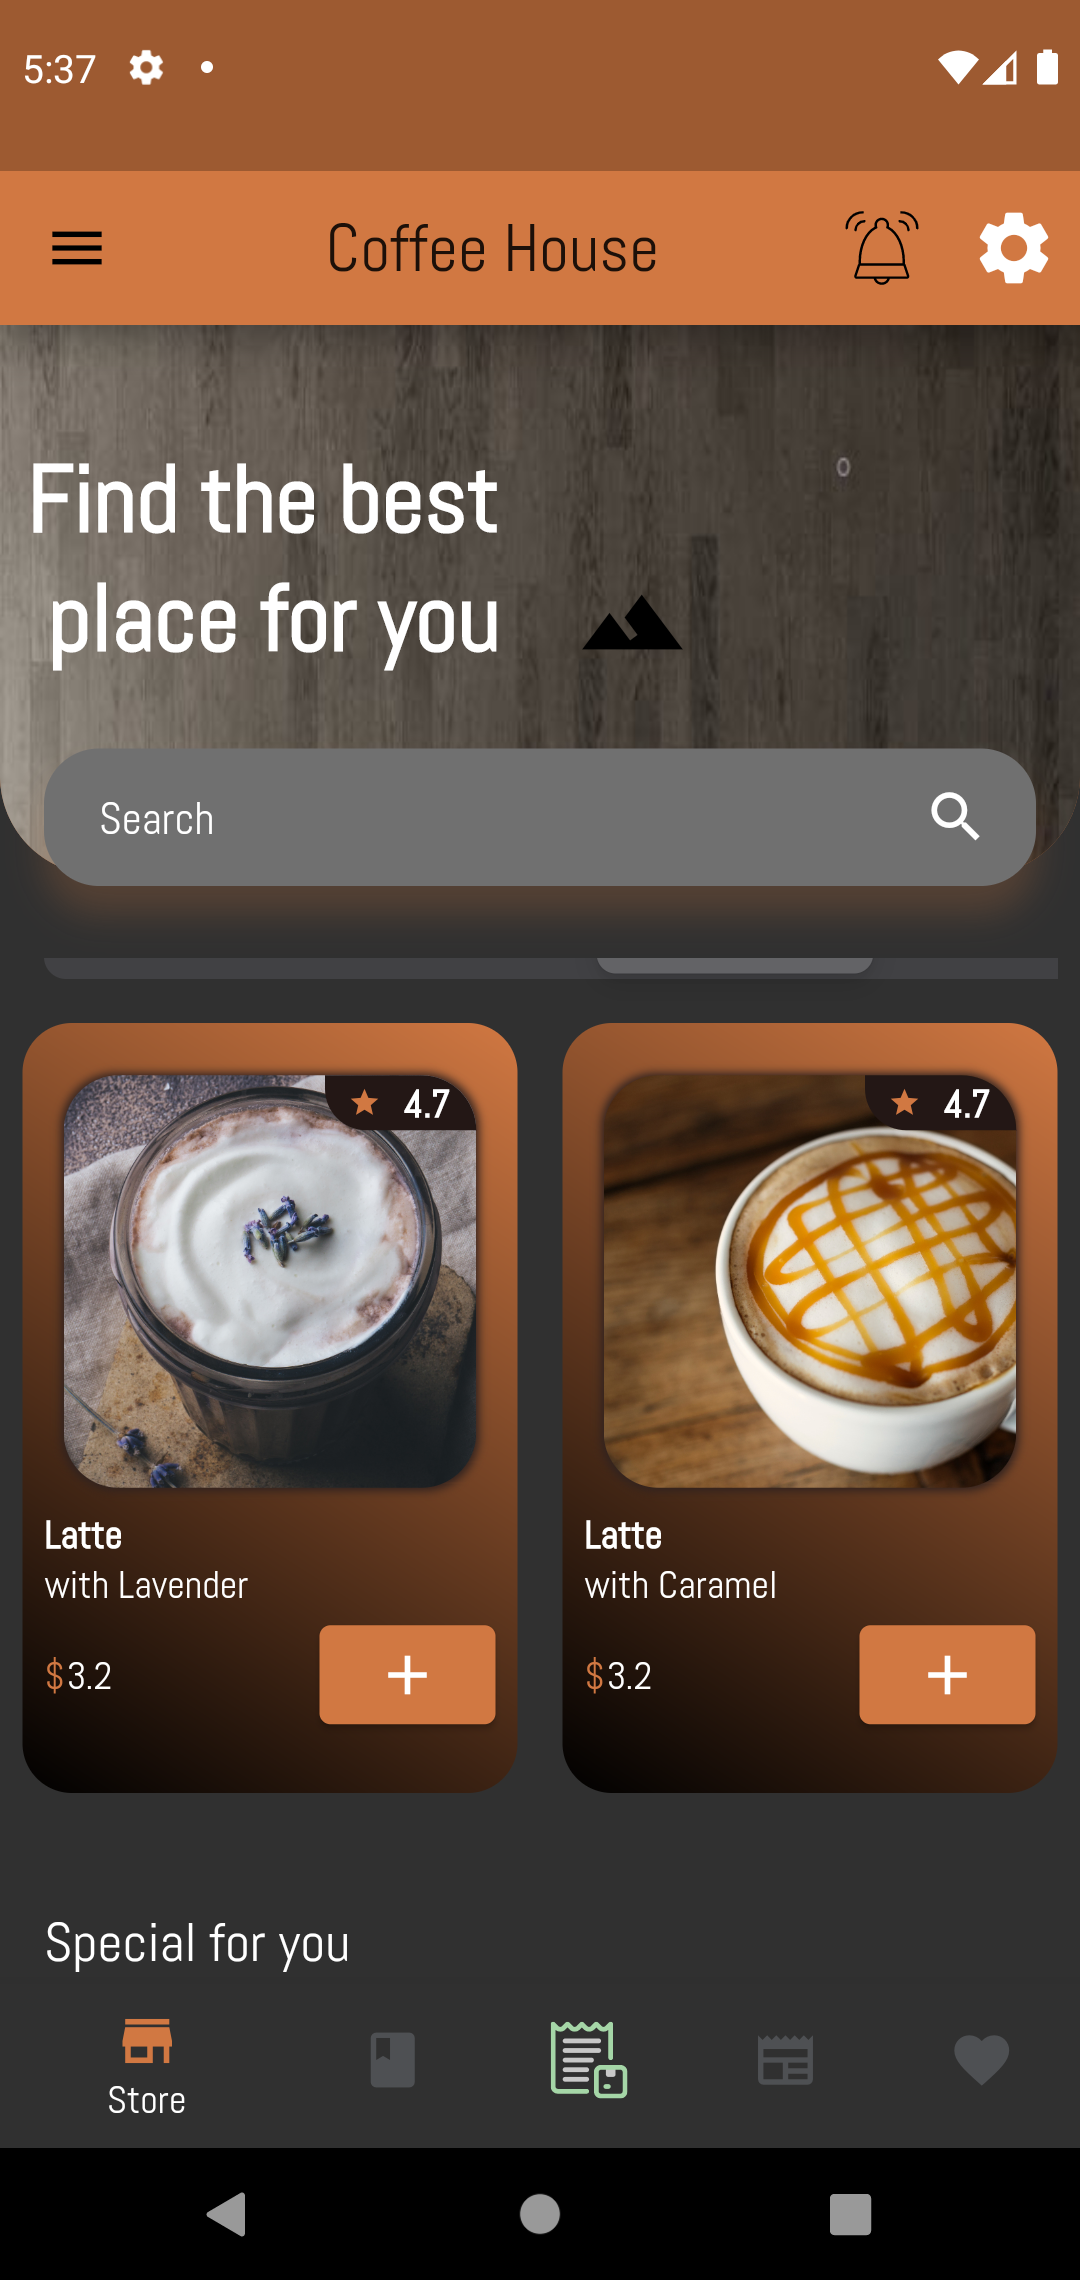 5:37
Coffee House
0
Find the best
place for you
Search
4.7
4.7
Latte
with Lavender
$3.2
Latte
with Caramel
$3.2
Special for you
Store